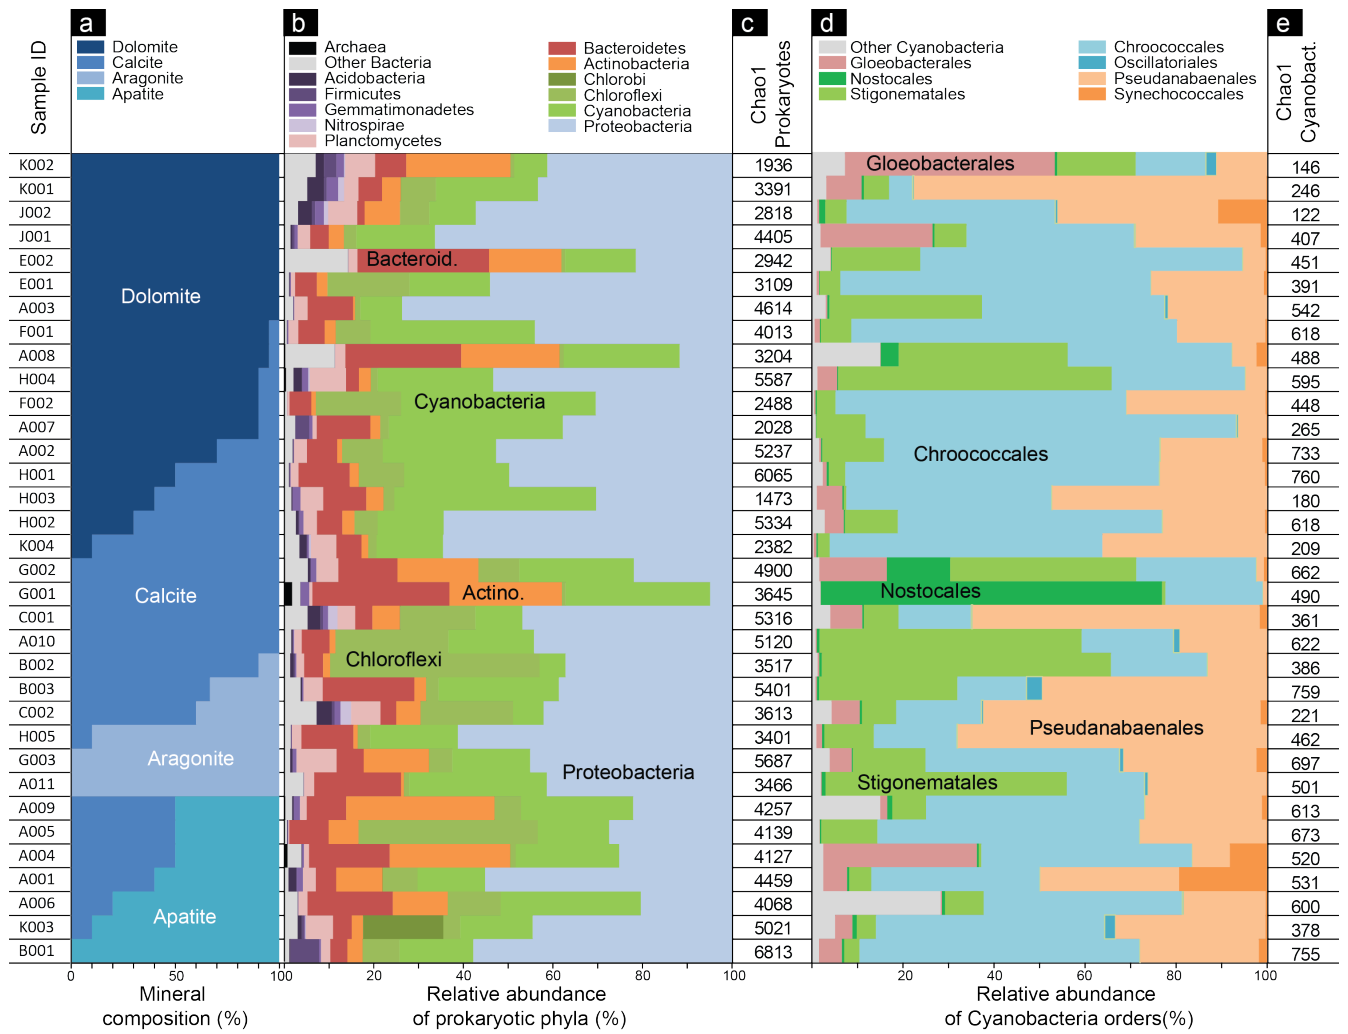 a
b
c
d
e
Sample ID
Dolomite
Calcite
Aragonite
Apatite
Archaea
Other Bacteria
Acidobacteria
Firmicutes
Gemmatimonadetes
Nitrospirae
Planctomycetes
Bacteroidetes
Actinobacteria
Chlorobi
Chloroflexi
Cyanobacteria
Proteobacteria
Chao1
Prokaryotes
Other Cyanobacteria
Gloeobacterales
Nostocales
Stigonematales
Chroococcales
Oscillatoriales
Pseudanabaenales
Synechococcales
Chao1
Cyanobact.
K002 Gloeobacterales 1936 146
K001 3391 246
J002 2818 122
J001 4405 407
E002 Bacteroid. 2942 451
E001 3109 391
Dolomite
A003 4614 542
F001 4013 618
A008 3204 488
H004 5587 595
F002 Cyanobacteria 2488 448
A007 2028 265
A002 5237 Chroococcales 733
H001 6065 760
H003 1473 180
H002 5334 618
K004 2382 209
G002 4900 662
G001 Calcite Actino. 3645 Nostocales 490
C001 5316 361
A010 5120 622
B002 Chloroflexi 3517 386
B003 5401 759
C002 3613 221
H005 3401 Pseudanabaenales 462
G003 Aragonite 5687 697
A011 Proteobacteria 3466 Stigonematales 501
A009 4257 613
A005 4139 673
A004 4127 520
A001 4459 531
A006 4068 600
K003 Apatite 5021 378
B001 6813 755
0 50 100
0 20 40 60 80 100
20 40 60 80 100
Mineral
composition (%)
Relative abundance
of prokaryotic phyla (%)
Relative abundance
of Cyanobacteria orders(%)